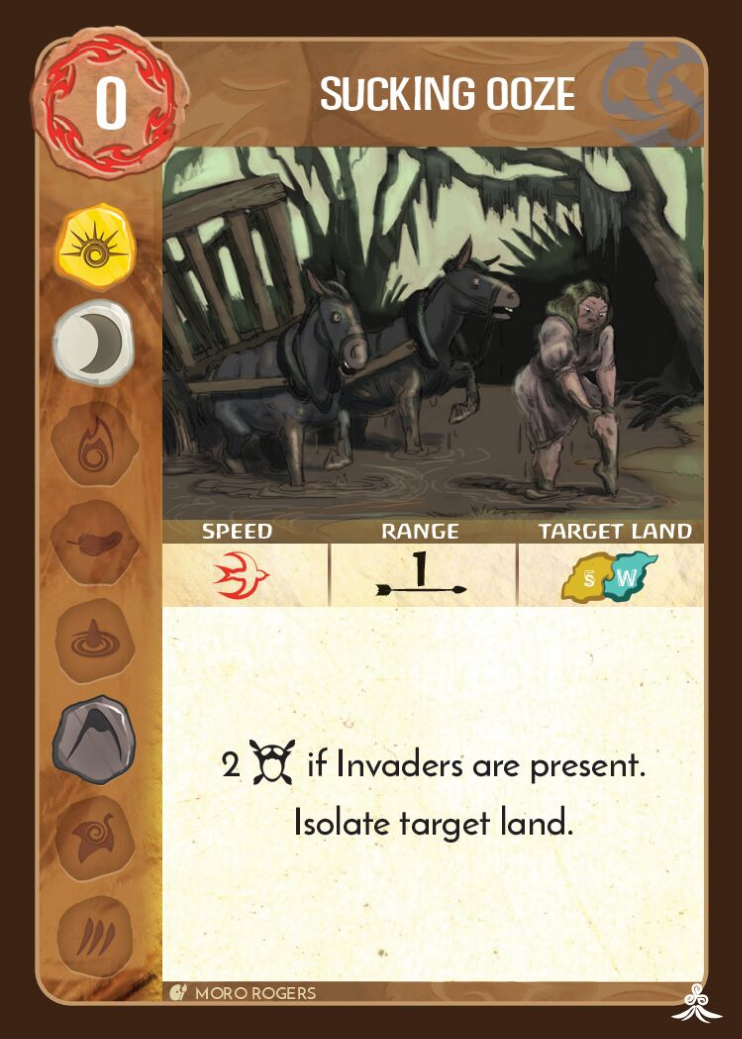 0
SUCKING OOZE
SPEED RANGE TARGET LAND
1 S W
2 if Invaders are present.
Isolate target land.
MORO ROGERS